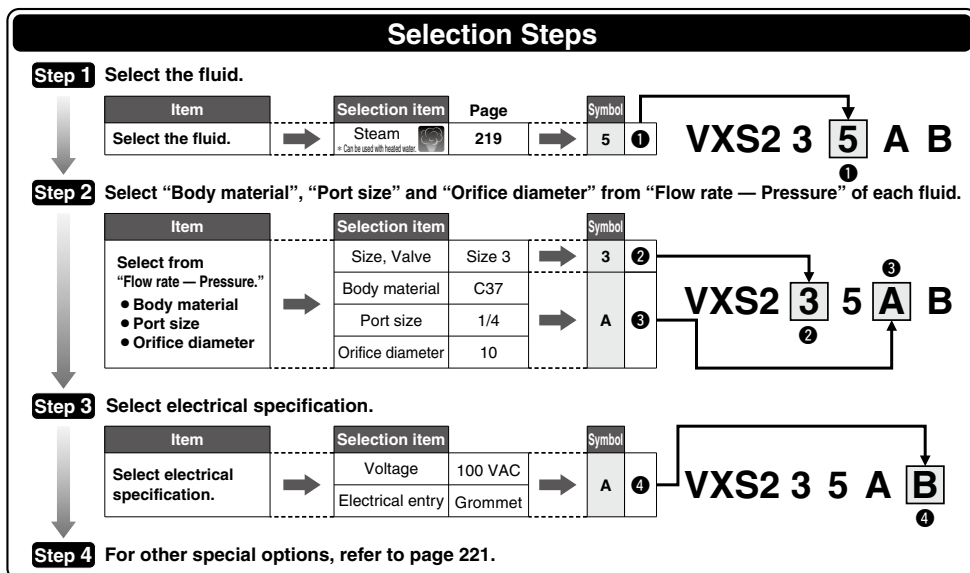 Selection Steps
Step 1 Select the fluid.
Item Selection item Page Symbol
Select the fluid. Steam 219 5 ❶
* Can be used with heated water.
VXS2 3 5 A B
❶
Step 2 Select “Body material”, “Port size” and “Orifice diameter” from “Flow rate — Pressure” of each fluid.
Item Selection item Symbol
Select from
“Flow rate — Pressure.”
● Body material
● Port size
● Orifice diameter
Size, Valve Size 3 3 ❷
Body material C37
Port size 1/4 A ❸
Orifice diameter 10
❸
VXS2 3 5 A B
❷
Step 3 Select electrical specification.
Item Selection item Symbol
Select electrical
specification.
Voltage 100 VAC
Electrical entry Grommet
A ❹
VXS2 3 5 A B
❹
Step 4 For other special options, refer to page 221.